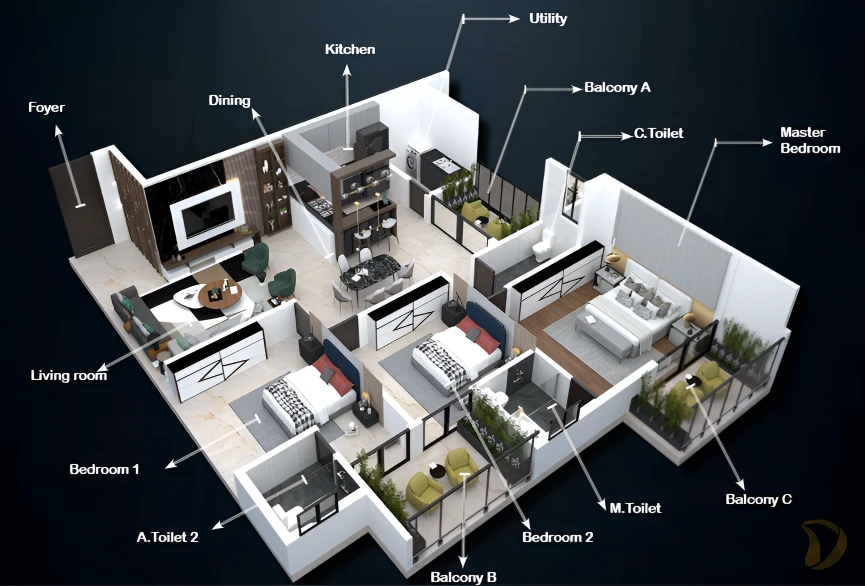 Utility
Kitchen
Balcony A
Dining
Foyer
C.Toilet
Master
Bedroom
Living room
Bedroom 1
Balcony C
M.Toilet
A.Toilet 2
Bedroom 2
Balcony B